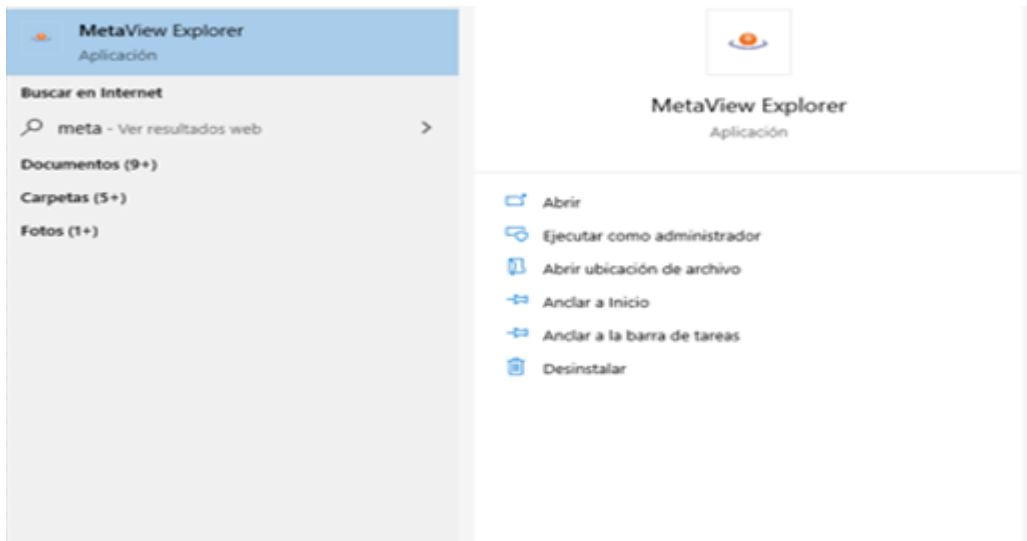 MetaView Explorer
Aplicación
Buscar en Internet
meta - Ver resultados web
Documentos (9+)
Carpetas (5+)
Fotos (1+)
MetaView Explorer
Aplicación
Abrir
Ejecutar como administrador
Abrir ubicación de archivo
Anclar a Inicio
Anclar a la barra de tareas
Desinstalar